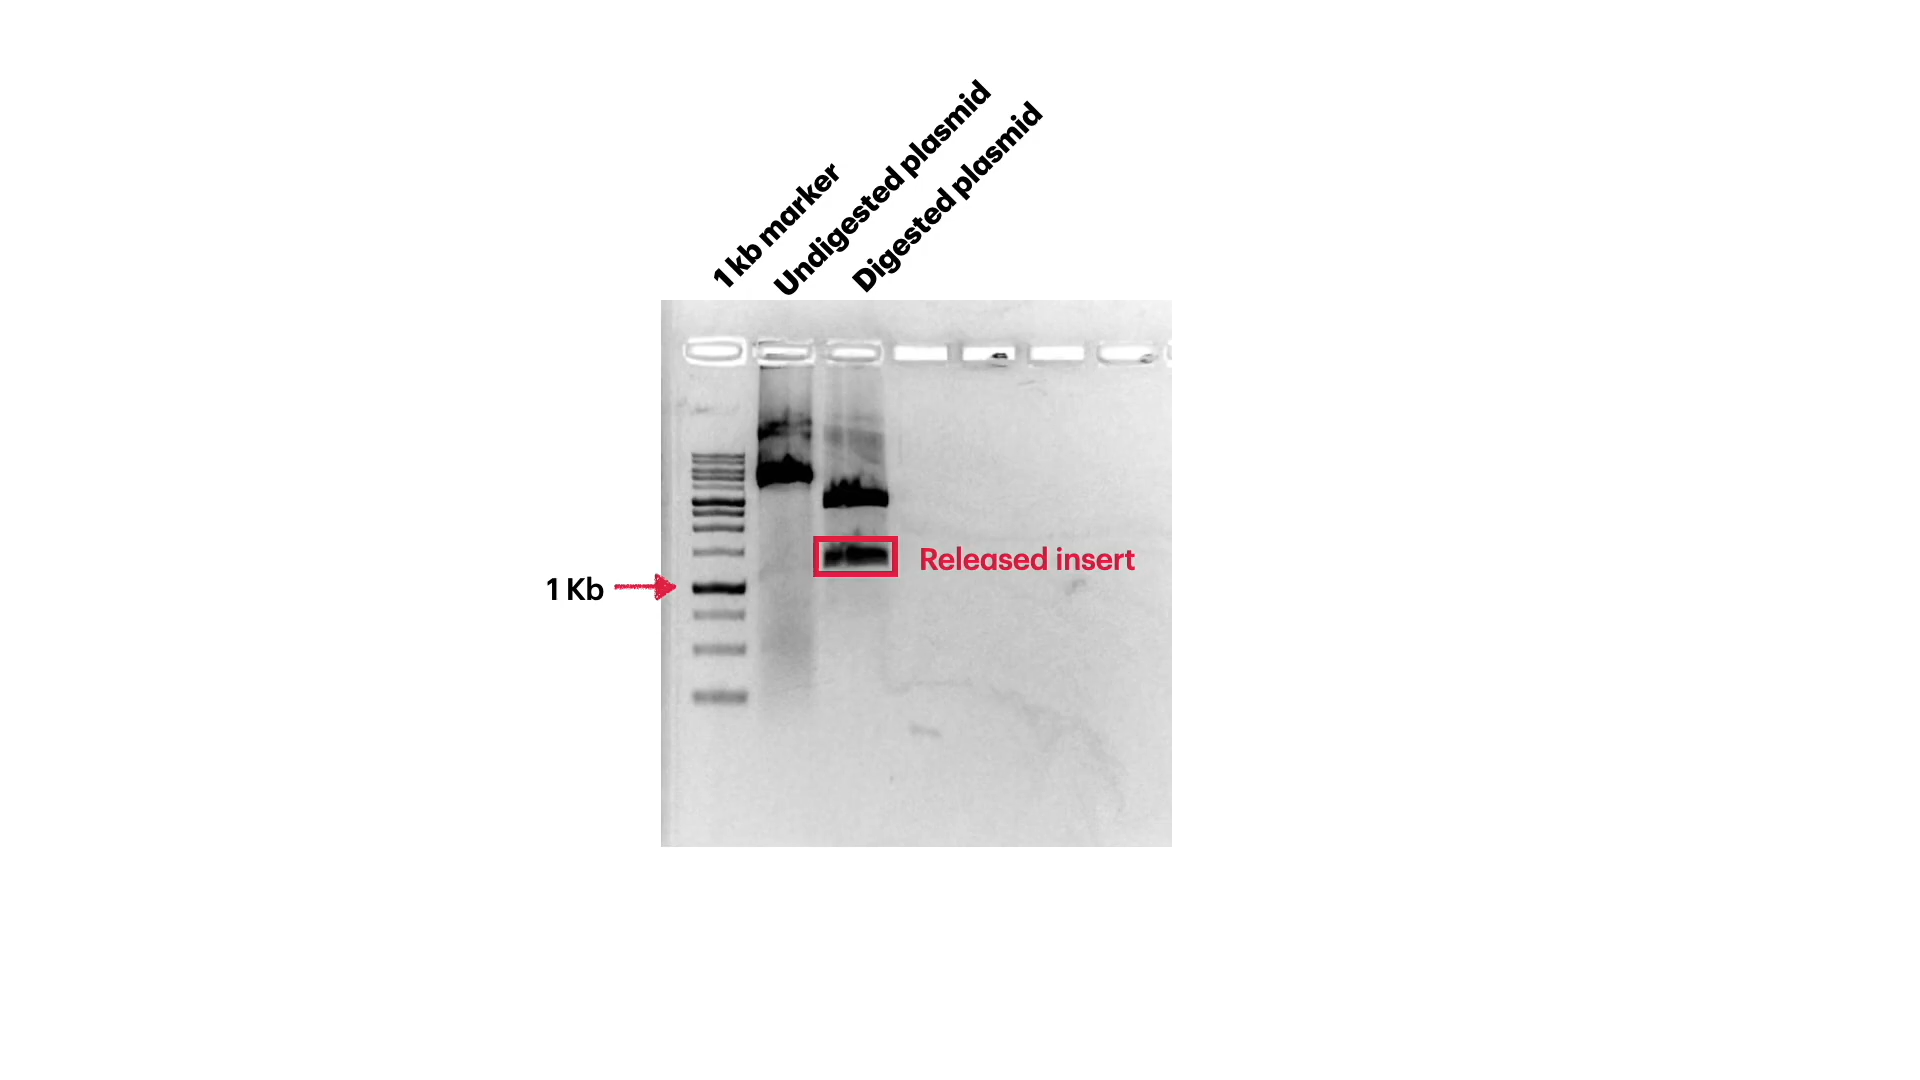 1 kb marker
Undigested plasmid
Digested plasmid
Released insert
1 Kb